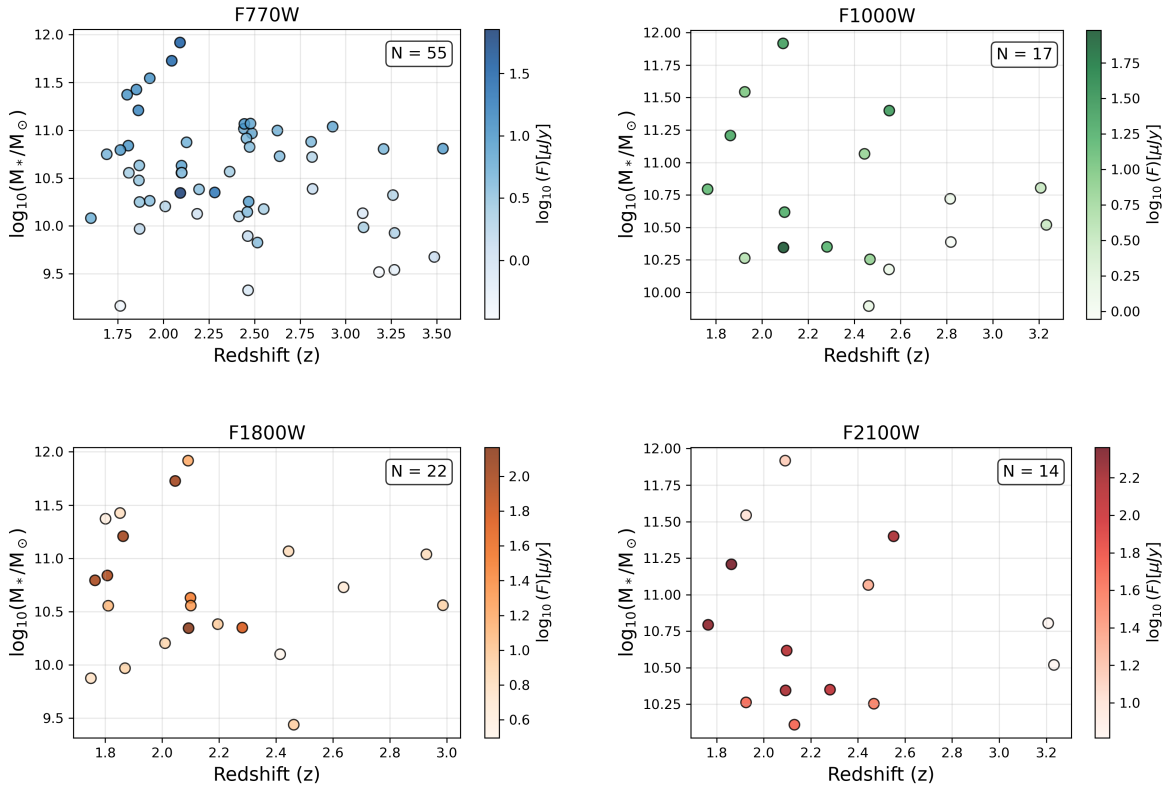 F770W
N = 55
12.0
11.5
11.0
10.5
10.0
9.5
log₁₀(M∗/M⊙)
1.75 2.00 2.25 2.50 2.75 3.00 3.25 3.50
Redshift (z)
1.5
1.0
0.5
0.0
log₁₀(F)[μJy]
F1000W
N = 17
12.00
11.75
11.50
11.25
11.00
10.75
10.50
10.25
10.00
log₁₀(M∗/M⊙)
1.8 2.0 2.2 2.4 2.6 2.8 3.0 3.2
Redshift (z)
1.75
1.50
1.25
1.00
0.75
0.50
0.25
0.00
log₁₀(F)[μJy]
F1800W
N = 22
12.0
11.5
11.0
10.5
10.0
9.5
log₁₀(M∗/M⊙)
1.8 2.0 2.2 2.4 2.6 2.8 3.0
Redshift (z)
2.0
1.8
1.6
1.4
1.2
1.0
0.8
0.6
log₁₀(F)[μJy]
F2100W
N = 14
12.00
11.75
11.50
11.25
11.00
10.75
10.50
10.25
log₁₀(M∗/M⊙)
1.8 2.0 2.2 2.4 2.6 2.8 3.0 3.2
Redshift (z)
2.2
2.0
1.8
1.6
1.4
1.2
1.0
log₁₀(F)[μJy]